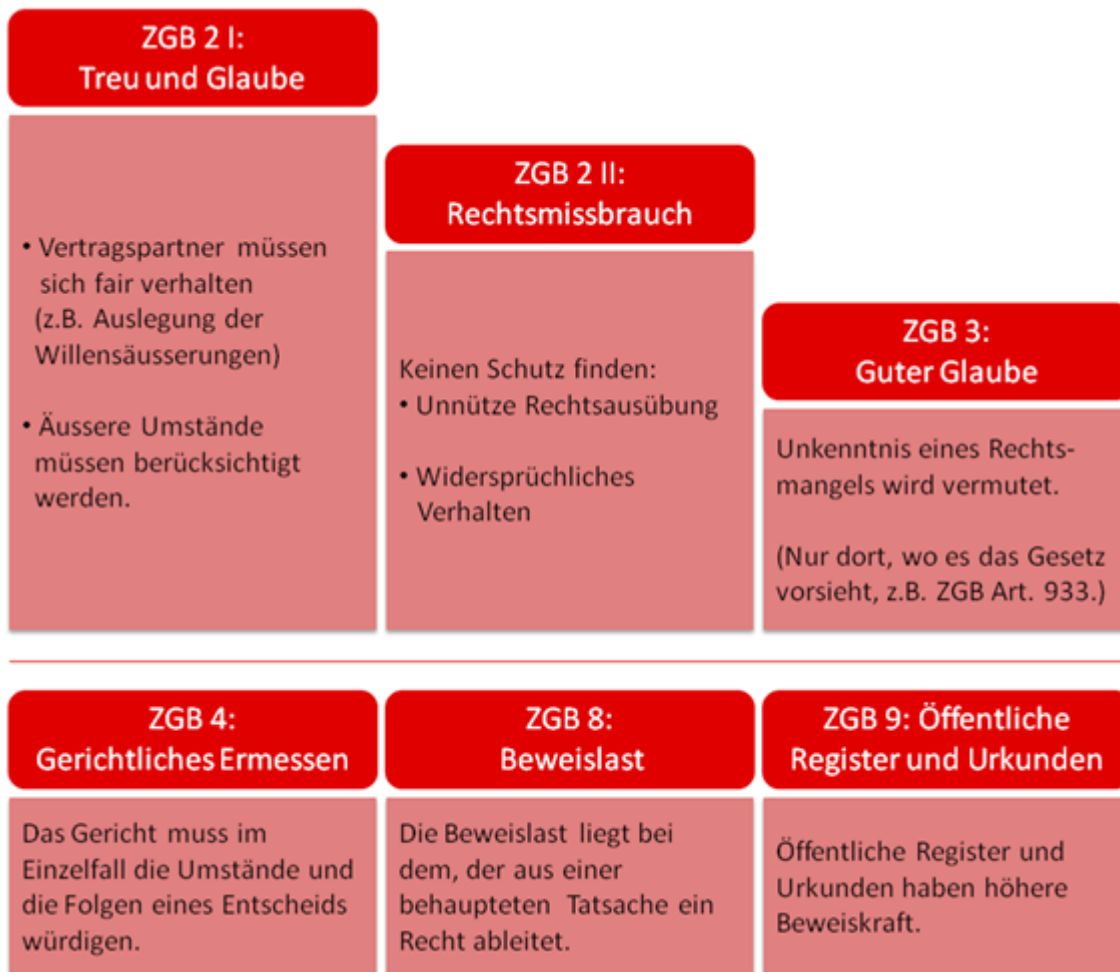 ZGB 2 I:
Treu und Glaube
• Vertragspartner müssen
sich fair verhalten
(z.B. Auslegung der
Willensäusserungen)
• Äussere Umstände
müssen berücksichtigt
werden.
ZGB 2 II:
Rechtsmissbrauch
Keinen Schutz finden:
• Unnütze Rechtsausübung
• Widersprüchliches
Verhalten
ZGB 3:
Guter Glaube
Unkenntnis eines Rechts-
mangels wird vermutet.
(Nur dort, wo es das Gesetz
vorsieht, z.B. ZGB Art. 933.)
ZGB 4:
Gerichtliches Ermessen
Das Gericht muss im
Einzelfall die Umstände und
die Folgen eines Entscheids
würdigen.
ZGB 8:
Beweislast
Die Beweislast liegt bei
dem, der aus einer
behaupteten Tatsache ein
Recht ableitet.
ZGB 9: Öffentliche
Register und Urkunden
Öffentliche Register und
Urkunden haben höhere
Beweiskraft.